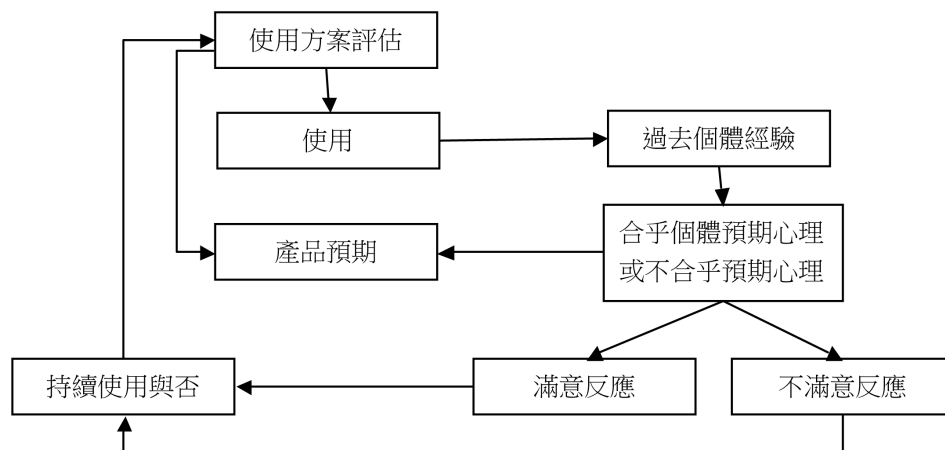 使用方案評估
使用
過去個體經驗
產品預期
合乎個體預期心理
或不合乎預期心理
持續使用與否
滿意反應
不滿意反應